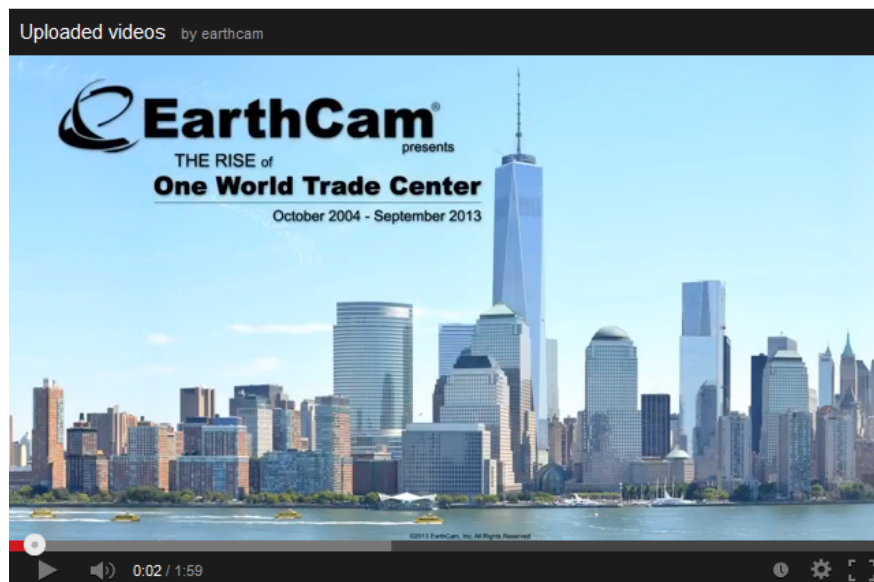 Uploaded videos by earthcam
EarthCam®
presents
THE RISE of
One World Trade Center
October 2004 - September 2013
©2013 EarthCam, Inc. All Rights Reserved
0:02 / 1:59